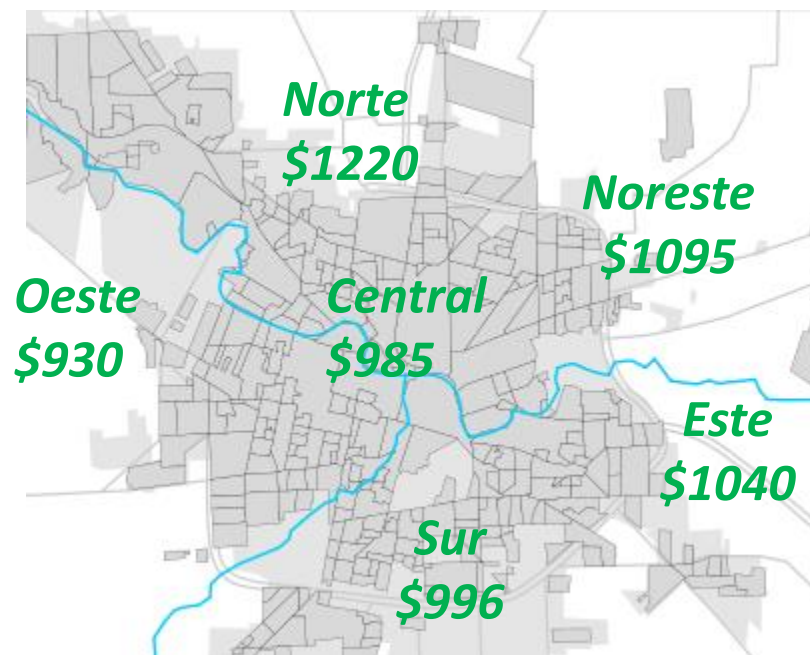 Norte
$1220
Noreste
$1095
Oeste
$930
Central
$985
Este
$1040
Sur
$996